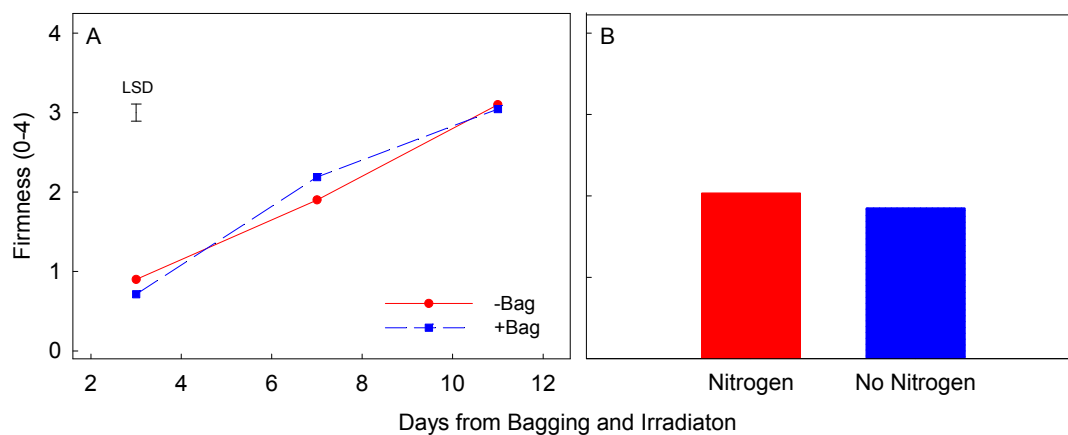 A
B
4
3
2
1
0
Firmness (0-4)
LSD
-Bag
+Bag
2 4 6 8 10 12
Nitrogen No Nitrogen
Days from Bagging and Irradiaton